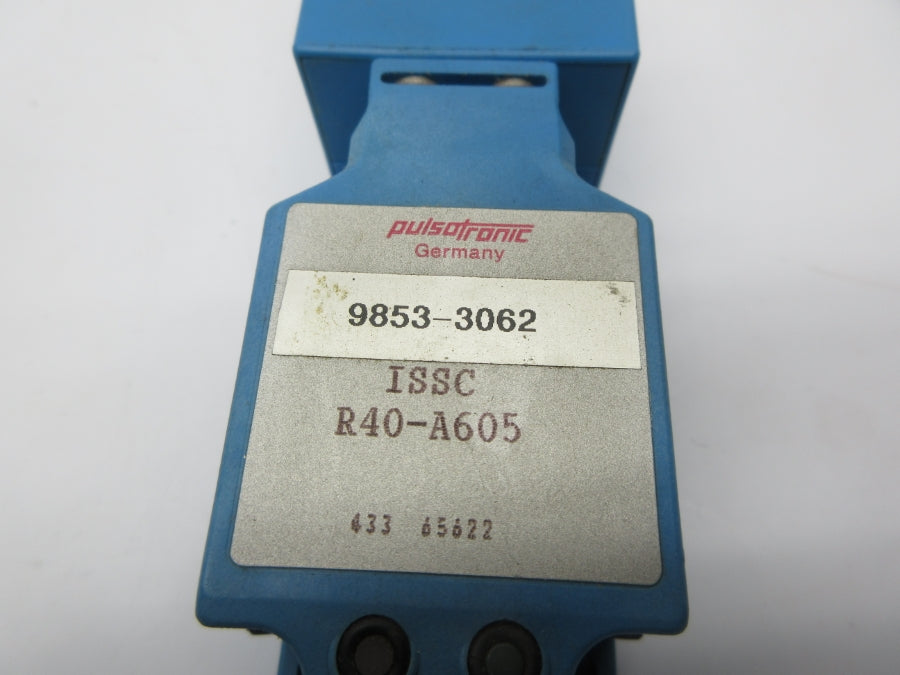 pulsotronic
Germany
9853-3062
ISSC
R40-A605
433 65622